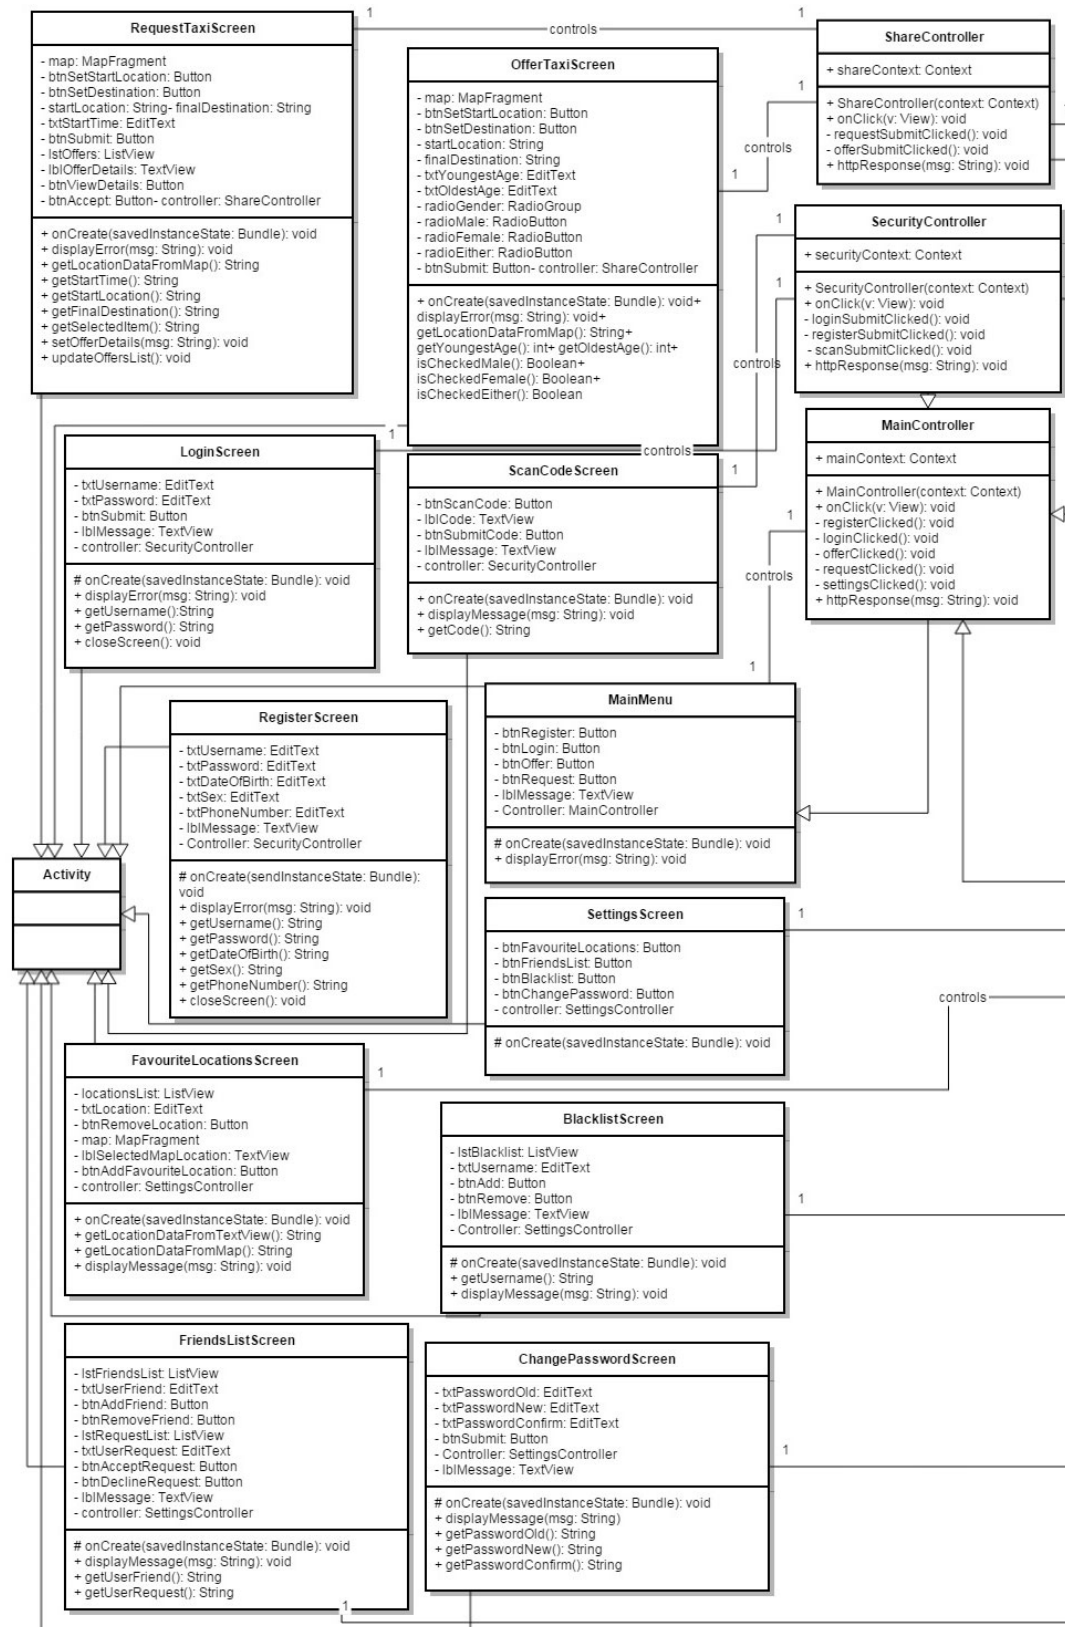 RequestTaxiScreen
- map: MapFragment
- btnSetStartLocation: Button
- btnSetDestination: Button
- startLocation: String- finalDestination: String
- txtStartTime: EditText
- btnSubmit: Button
- lstOffers: ListView
- lblOfferDetails: TextView
- btnViewDetails: Button
- btnAccept: Button- controller: ShareController
+ onCreate(savedInstanceState: Bundle): void
+ displayError(msg: String): void
+ getLocationDataFromMap(): String
+ getStartTime(): String
+ getStartLocation(): String
+ getFinalDestination(): String
+ getSelectedItem(): String
+ setOfferDetails(msg: String): void
+ updateOffersList(): void
1
controls
1
OfferTaxiScreen
- map: MapFragment
- btnSetStartLocation: Button
- btnSetDestination: Button
- startLocation: String
- finalDestination: String
- txtYoungestAge: EditText
- txtOldestAge: EditText
- radioGender: RadioGroup
- radioMale: RadioButton
- radioFemale: RadioButton
- radioEither: RadioButton
- btnSubmit: Button- controller: ShareController
+ onCreate(savedInstanceState: Bundle): void+
displayError(msg: String): void+
getLocationDataFromMap(): String+
getYoungestAge(): int+ getOldestAge(): int+
isCheckedMale(): Boolean+
isCheckedFemale(): Boolean+
isCheckedEither(): Boolean
1
controls
1
ShareController
+ shareContext: Context
+ ShareController(context: Context)
+ onClick(v: View): void
- requestSubmitClicked(): void
- offerSubmitClicked(): void
+ httpResponse(msg: String): void
SecurityController
+ securityContext: Context
+ SecurityController(context: Context)
+ onClick(v: View): void
- loginSubmitClicked(): void
- registerSubmitClicked(): void
- scanSubmitClicked(): void
+ httpResponse(msg: String): void
1
1
controls
1
controls
1
LoginScreen
- txtUsername: EditText
- txtPassword: EditText
- btnSubmit: Button
- lblMessage: TextView
- controller: SecurityController
# onCreate(savedInstanceState: Bundle): void
+ displayError(msg: String): void
+ getUsername():String
+ getPassword(): String
+ closeScreen(): void
ScanCodeScreen
- btnScanCode: Button
- lblCode: TextView
- btnSubmitCode: Button
- lblMessage: TextView
- controller: SecurityController
+ onCreate(savedInstanceState: Bundle): void
+ displayMessage(msg: String): void
+ getCode(): String
MainController
+ mainContext: Context
+ MainController(context: Context)
+ onClick(v: View): void
- registerClicked(): void
- loginClicked(): void
- offerClicked(): void
- requestClicked(): void
- settingsClicked(): void
+ httpResponse(msg: String): void
1
controls
1
RegisterScreen
- txtUsername: EditText
- txtPassword: EditText
- txtDateOfBirth: EditText
- txtSex: EditText
- txtPhoneNumber: EditText
- lblMessage: TextView
- Controller: SecurityController
# onCreate(sendInstanceState: Bundle):
void
+ displayError(msg: String): void
+ getUsername(): String
+ getPassword(): String
+ getDateOfBirth(): String
+ getSex(): String
+ getPhoneNumber(): String
+ closeScreen(): void
MainMenu
- btnRegister: Button
- btnLogin: Button
- btnOffer: Button
- btnRequest: Button
- lblMessage: TextView
- Controller: MainController
# onCreate(savedInstanceState: Bundle): void
+ displayError(msg: String): void
Activity
SettingsScreen
- btnFavouriteLocations: Button
- btnFriendsList: Button
- btnBlacklist: Button
- btnChangePassword: Button
- controller: SettingsController
# onCreate(savedInstanceState: Bundle): void
1
controls
FavouriteLocationsScreen
- locationsList: ListView
- txtLocation: EditText
- btnRemoveLocation: Button
- map: MapFragment
- lblSelectedMapLocation: TextView
- btnAddFavouriteLocation: Button
- controller: SettingsController
+ onCreate(savedInstanceState: Bundle): void
+ getLocationDataFromTextView(): String
+ getLocationDataFromMap(): String
+ displayMessage(msg: String): void
1
BlacklistScreen
- lstBlacklist: ListView
- txtUsername: EditText
- btnAdd: Button
- btnRemove: Button
- lblMessage: TextView
- Controller: SettingsController
# onCreate(savedInstanceState: Bundle): void
+ getUsername(): String
+ displayMessage(msg: String): void
1
FriendsListScreen
- lstFriendsList: ListView
- txtUserFriend: EditText
- btnAddFriend: Button
- btnRemoveFriend: Button
- lstRequestList: ListView
- txtUserRequest: EditText
- btnAcceptRequest: Button
- btnDeclineRequest: Button
- lblMessage: TextView
- controller: SettingsController
# onCreate(savedInstanceState: Bundle): void
+ displayMessage(msg: String): void
+ getUserFriend(): String
+ getUserRequest(): String
1
ChangePasswordScreen
- txtPasswordOld: EditText
- txtPasswordNew: EditText
- txtPasswordConfirm: EditText
- btnSubmit: Button
- Controller: SettingsController
- lblMessage: TextView
# onCreate(savedInstanceState: Bundle): void
+ displayMessage(msg: String)
+ getPasswordOld(): String
+ getPasswordNew(): String
+ getPasswordConfirm(): String
1